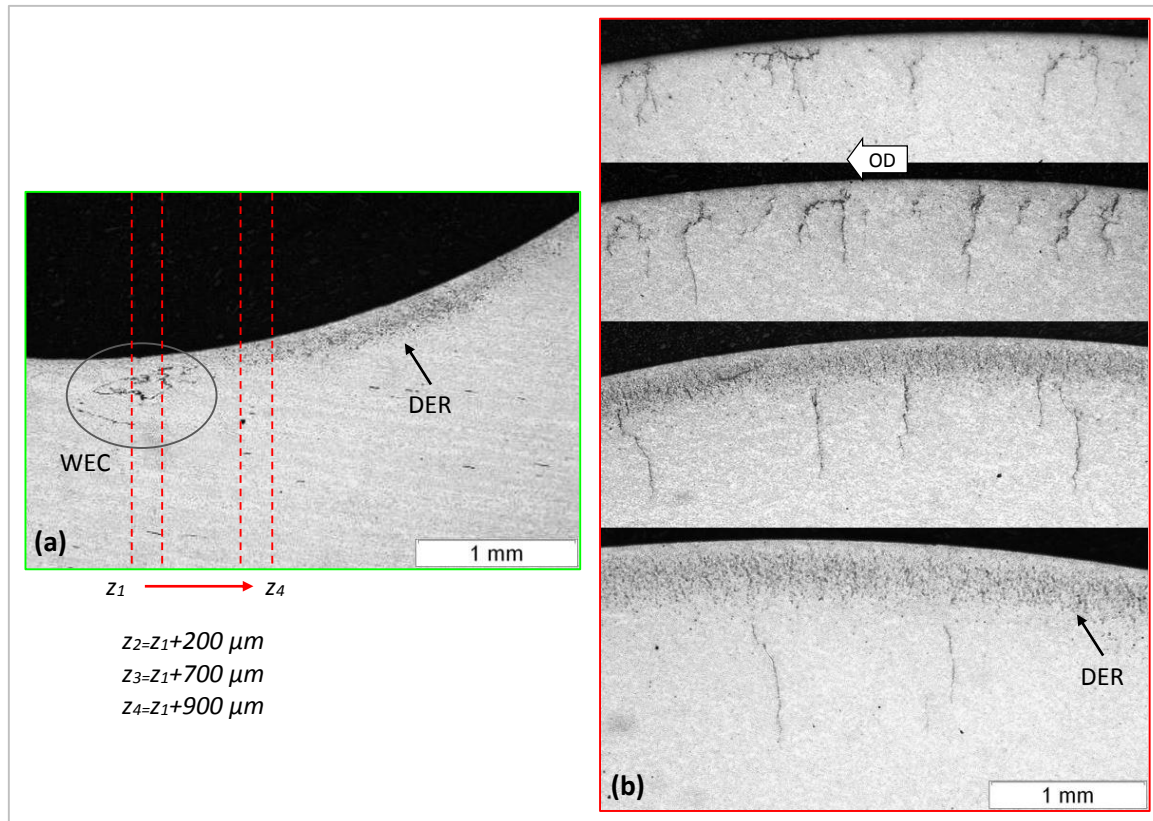 WEC
DER
(a)
1 mm
z1
z4
z2=z1+200 µm
z3=z1+700 µm
z4=z1+900 µm
OD
DER
(b)
1 mm